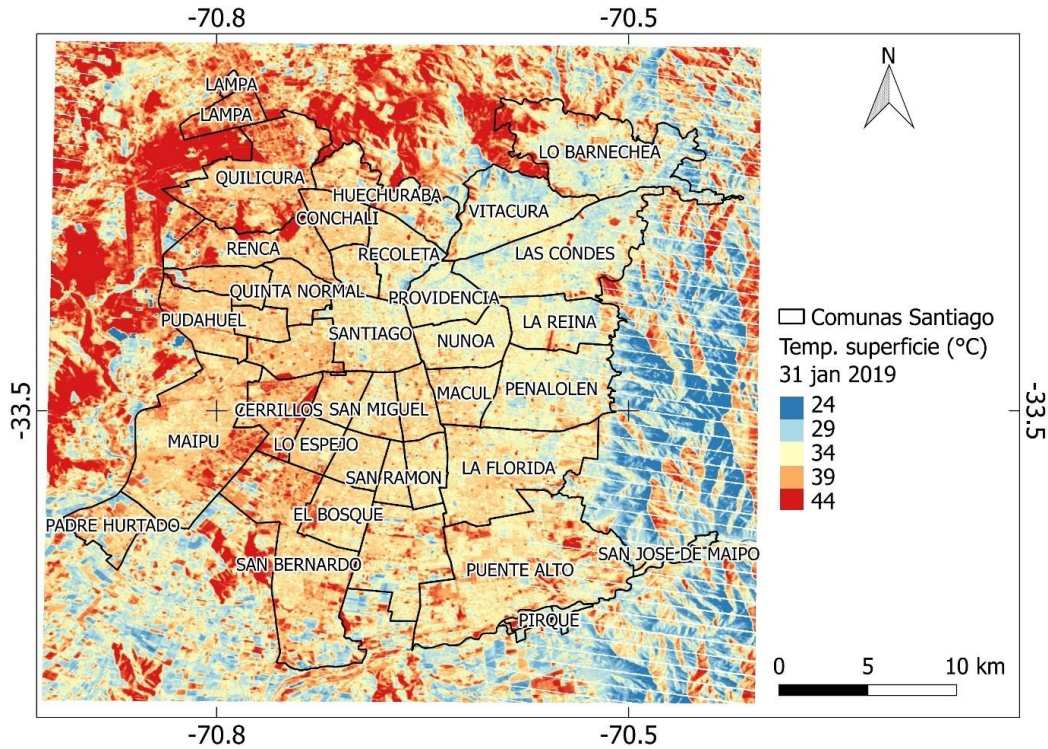 -70.8
-70.5
N
LAMPA
LAMPA
LO BARNECHEA
QUILICURA
HUECHURABA
VITACURA
CONCHALI
RENCA
RECOLETA
LAS CONDES
QUINTA NORMAL
PROVIDENCIA
PUDAHUEL
SANTIAGO
LA REINA
NUNOA
Comunas Santiago
Temp. superficie (°C)
31 jan 2019
24
29
34
39
44
-33.5
-33.5
MACUL
PENALOLEN
CERRILLOS
SAN MIGUEL
MAIPU
LO ESPEJO
SAN RAMON
LA FLORIDA
EL BOSQUE
PADRE HURTADO
SAN BERNARDO
PUENTE ALTO
SAN JOSE DE MAIPO
PIRQUE
0
5
10 km
-70.8
-70.5